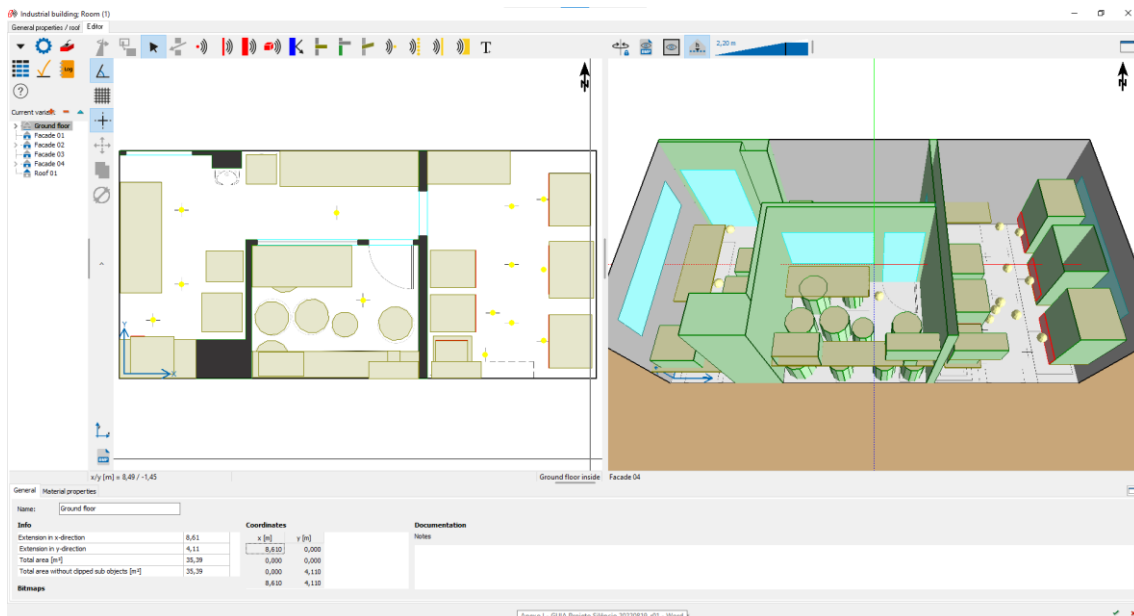 Industrial building: Room (1)
General properties / roof Editor
T
2,20 m
N
N
Log
Current variant
Ground floor
Facade 01
Facade 02
Facade 03
Facade 04
Roof 01
Y
X
x/y [m] = 8,49 / -1,45
Ground floor inside
Facade 04
General Material properties
Name: Ground floor
Info Coordinates Documentation
Extension in x-direction 8,61
Extension in y-direction 4,11
Total area [m²] 35,39
Total area without clipped sub objects [m²] 35,39
x [m] y [m]
8,610 0,000
0,000 0,000
0,000 4,110
8,610 4,110
Notes
Bitmaps